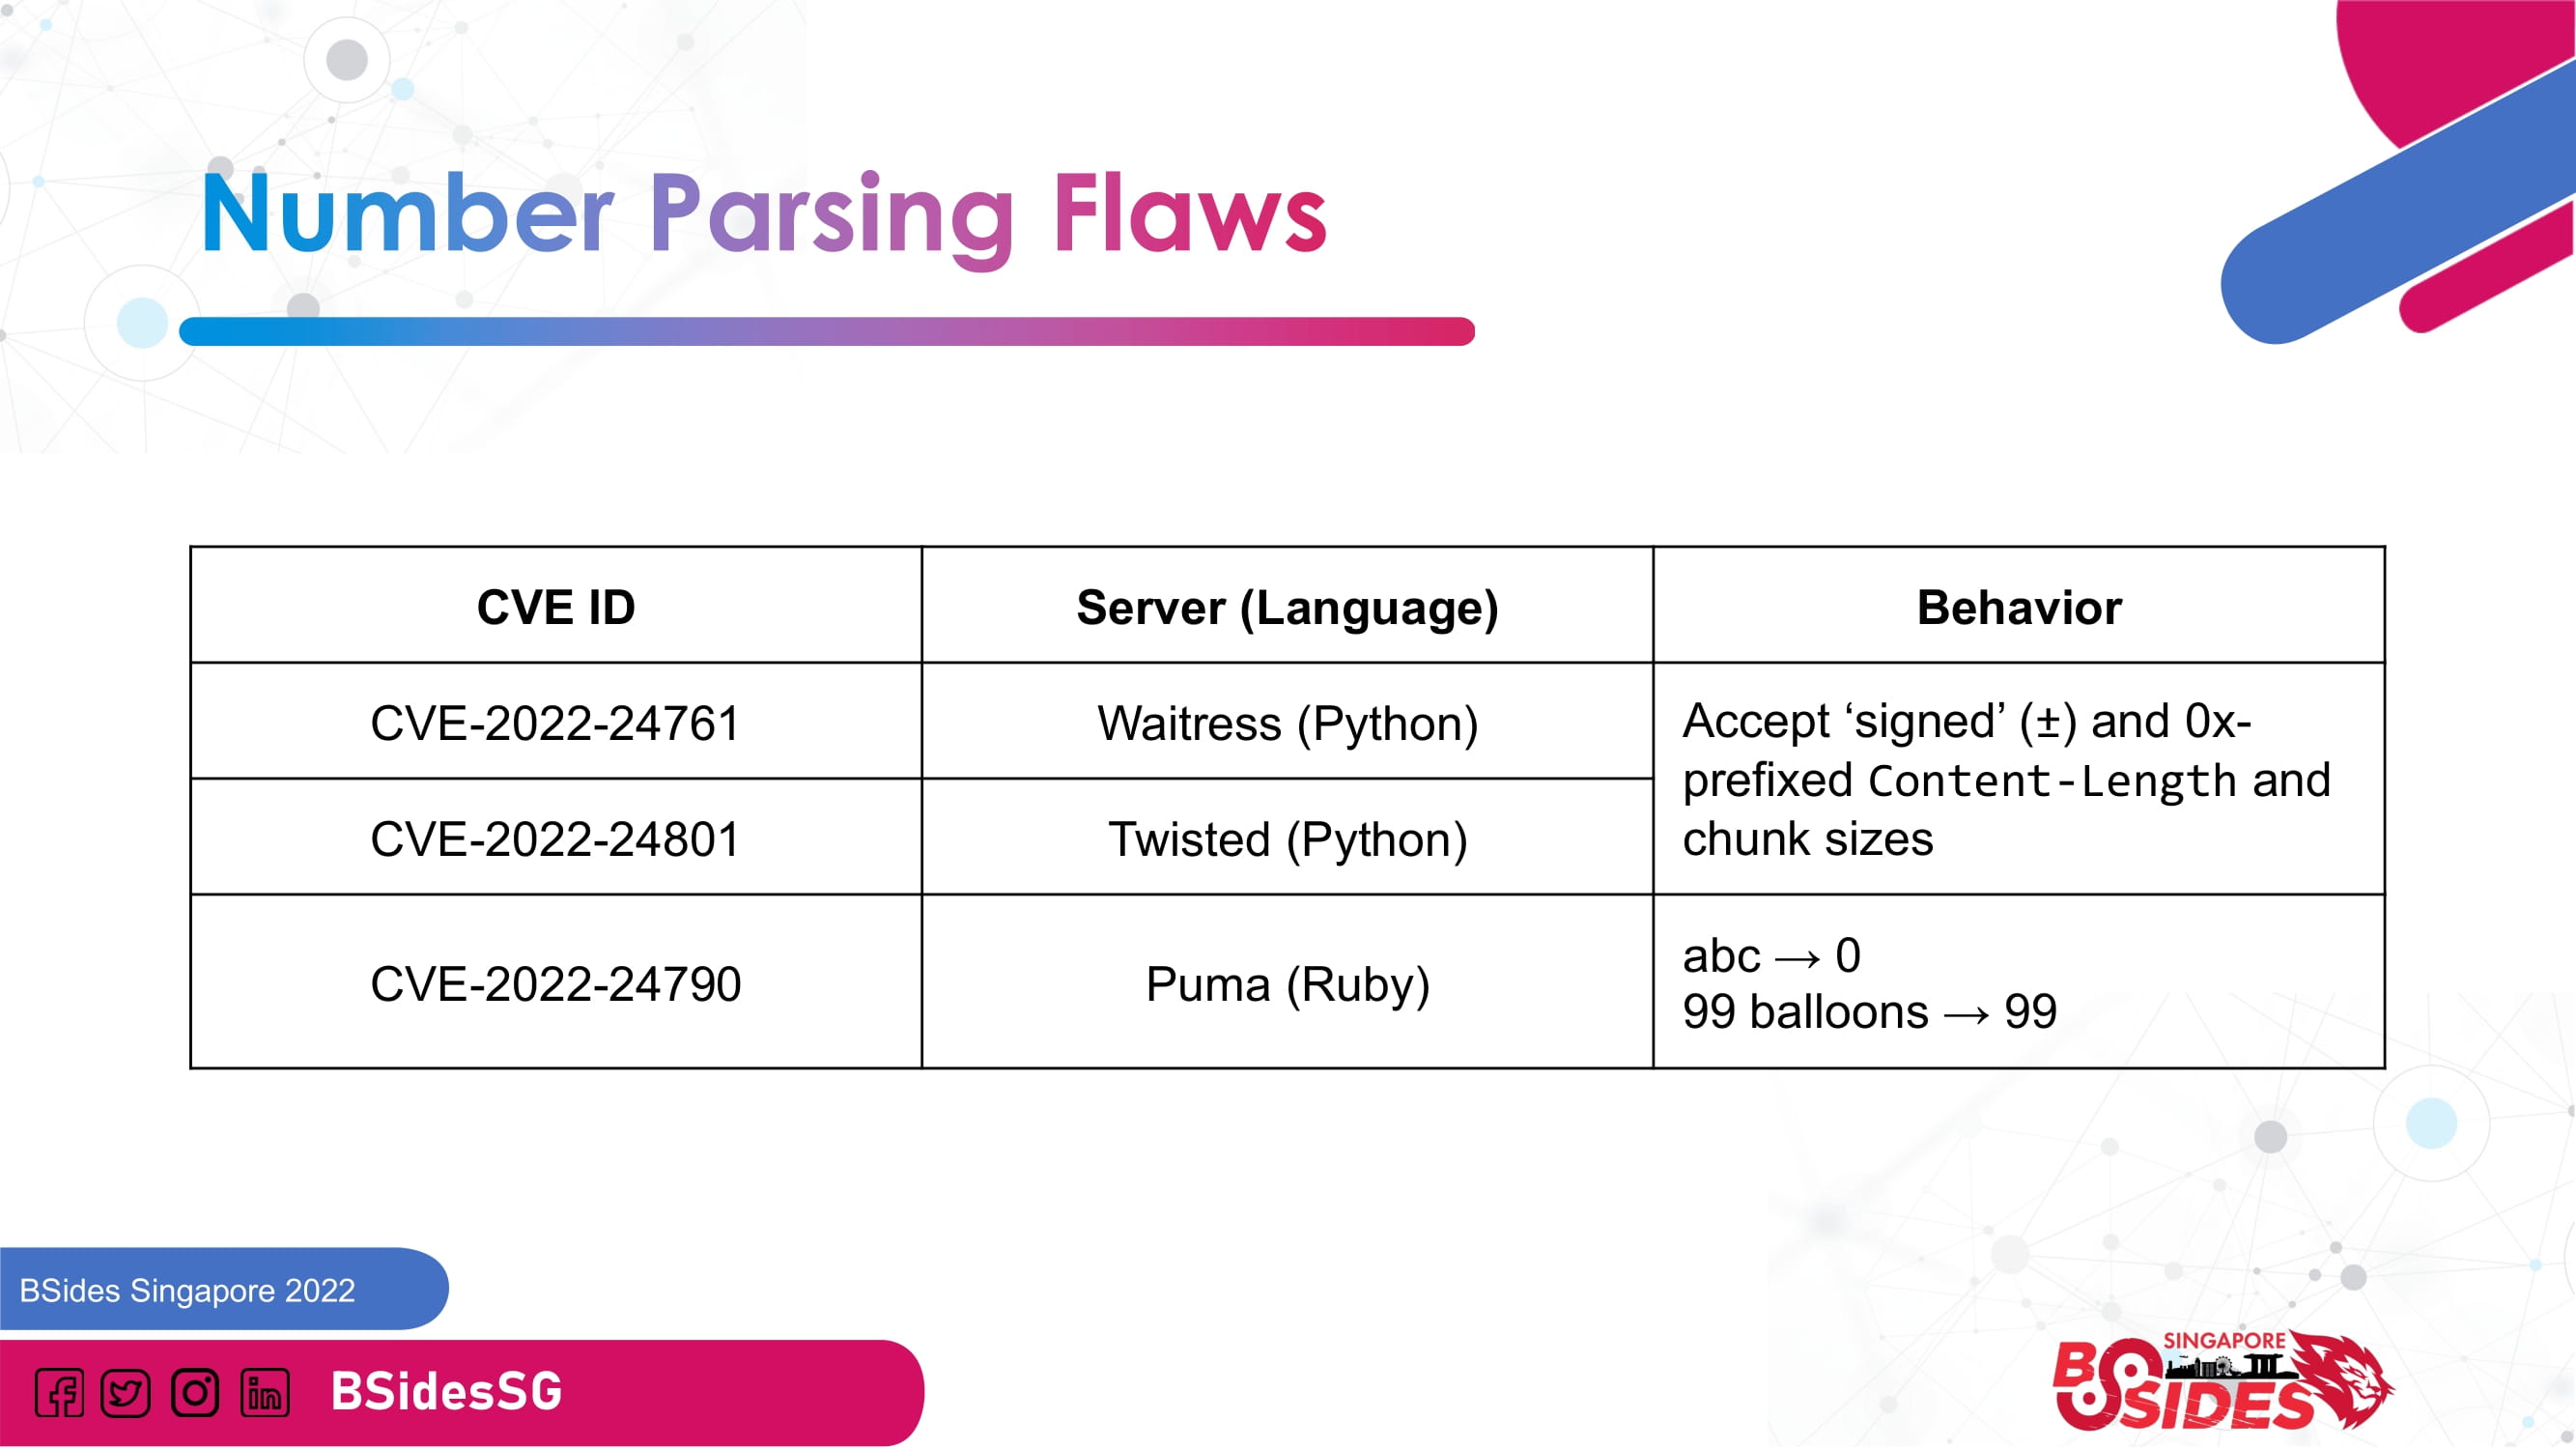 Number Parsing Flaws
CVE ID
Server (Language)
Behavior
CVE-2022-24761
Waitress (Python)
Accept ‘signed’ (±) and 0x-
prefixed Content-Length and
chunk sizes
CVE-2022-24801
Twisted (Python)
CVE-2022-24790
Puma (Ruby)
abc → 0
99 balloons → 99
BSides Singapore 2022
BSidesSG
SINGAPORE
BSIDES